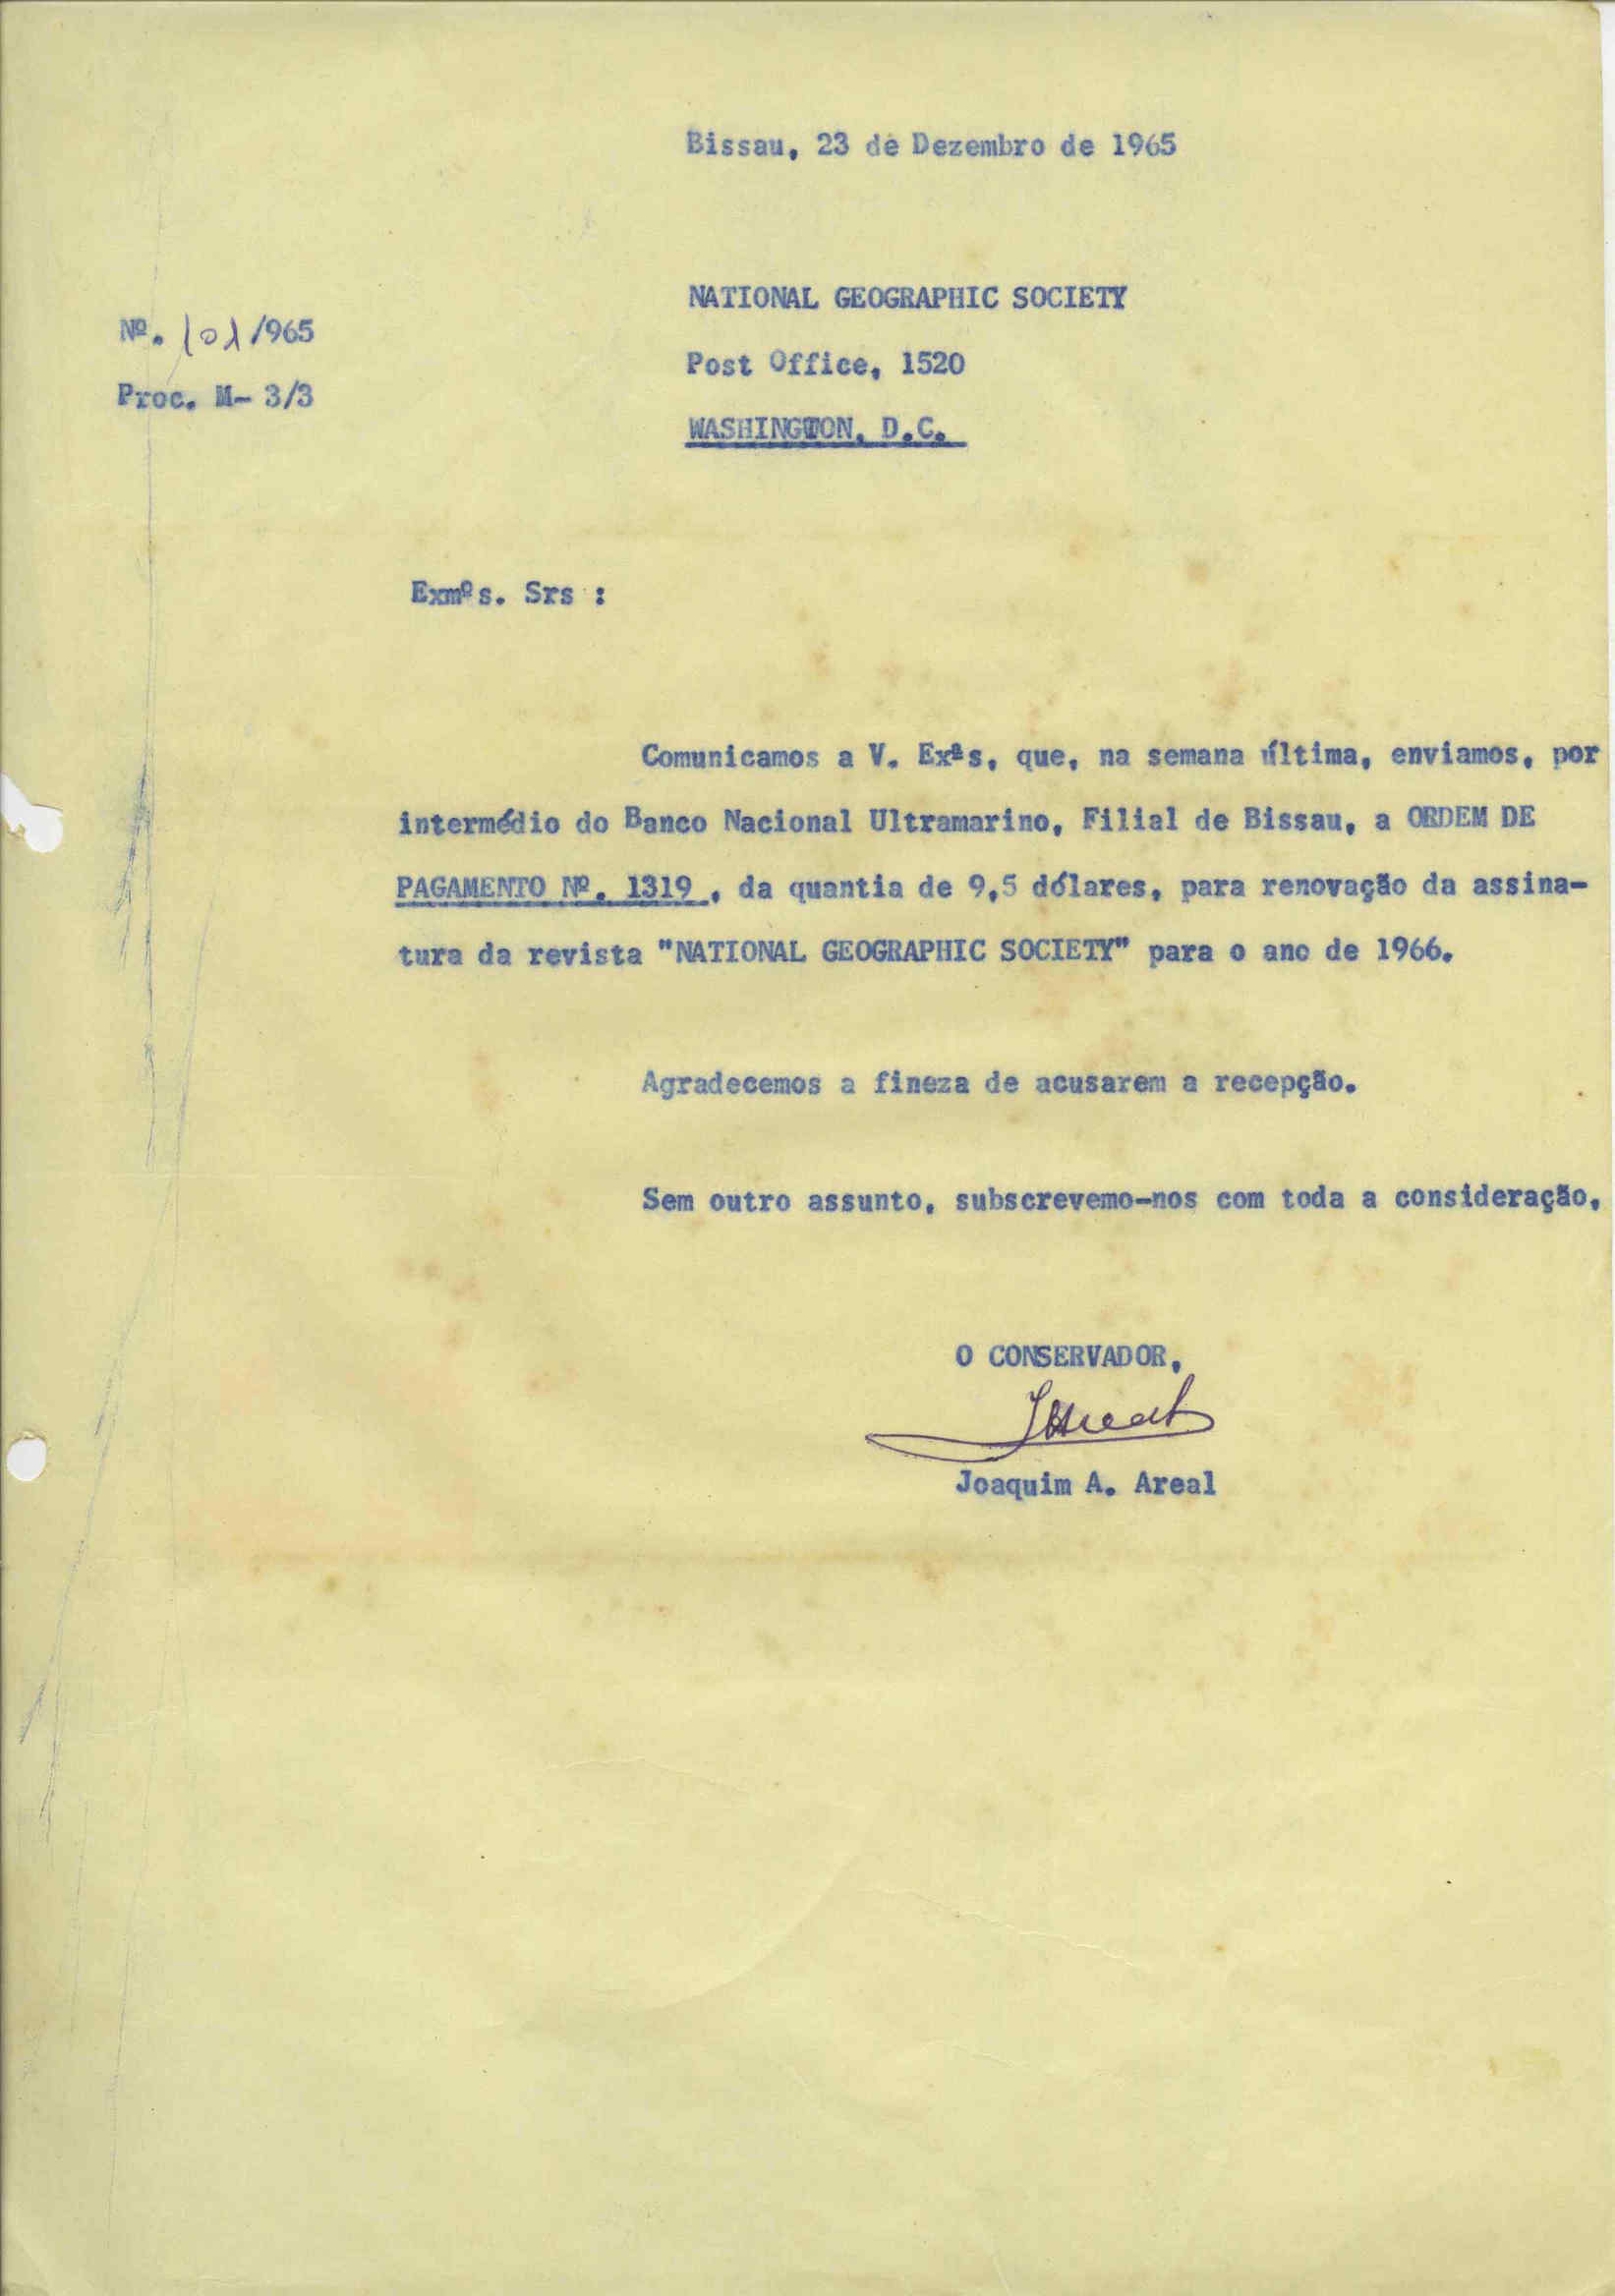 Bissau, 23 de Dezembro de 1965
NATIONAL GEOGRAPHIC SOCIETY
Nº. 101/965
Post Office, 1520
Proc. M- 3/3
WASHINGTON, D.C.
Exmºs. Srs :
Comunicamos a V. Exªs, que, na semana última, enviamos, por
intermédio do Banco Nacional Ultramarino, Filial de Bissau, a ORDEM DE
PAGAMENTO Nº. 1319 , da quantia de 9,5 dólares, para renovação da assina-
tura da revista "NATIONAL GEOGRAPHIC SOCIETY" para o ano de 1966.
Agradecemos a fineza de acusarem a recepção.
Sem outro assunto, subscrevemo-nos com toda a consideração,
O CONSERVADOR,
JAAreal
Joaquim A. Areal